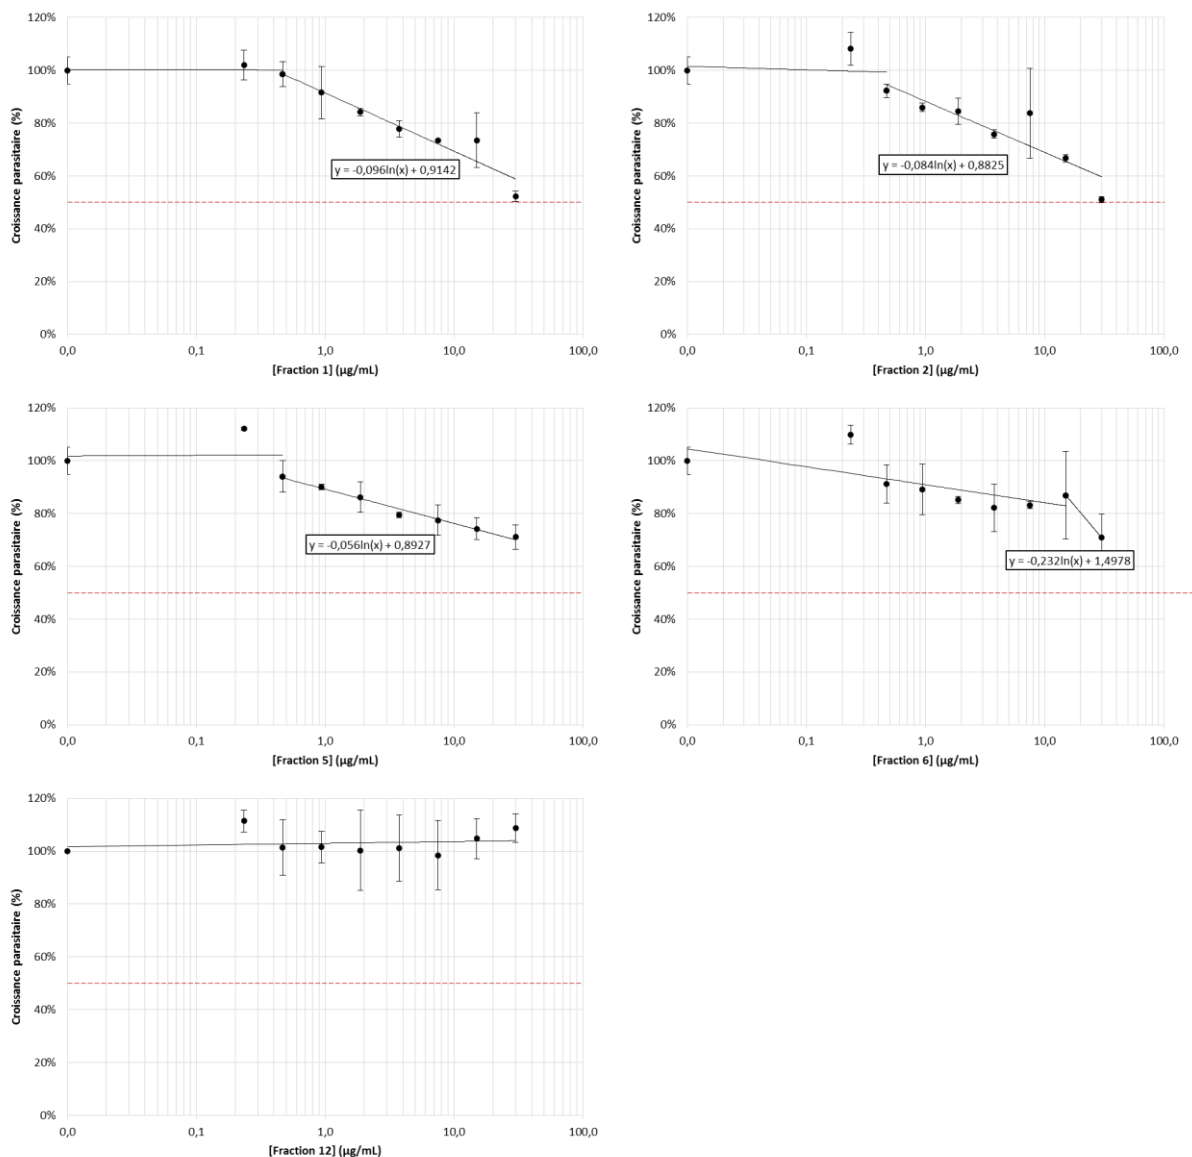 120%
100%
80%
60%
40%
20%
0%
Croissance parasitaire (%)
y = -0,096ln(x) + 0,9142
0,0 0,1 1,0 10,0 100,0
[Fraction 1] (µg/mL)
120%
100%
80%
60%
40%
20%
0%
Croissance parasitaire (%)
y = -0,084ln(x) + 0,8825
0,0 0,1 1,0 10,0 100,0
[Fraction 2] (µg/mL)
120%
100%
80%
60%
40%
20%
0%
Croissance parasitaire (%)
y = -0,056ln(x) + 0,8927
0,0 0,1 1,0 10,0 100,0
[Fraction 5] (µg/mL)
120%
100%
80%
60%
40%
20%
0%
Croissance parasitaire (%)
y = -0,232ln(x) + 1,4978
0,0 0,1 1,0 10,0 100,0
[Fraction 6] (µg/mL)
120%
100%
80%
60%
40%
20%
0%
Croissance parasitaire (%)
0,0 0,1 1,0 10,0 100,0
[Fraction 12] (µg/mL)